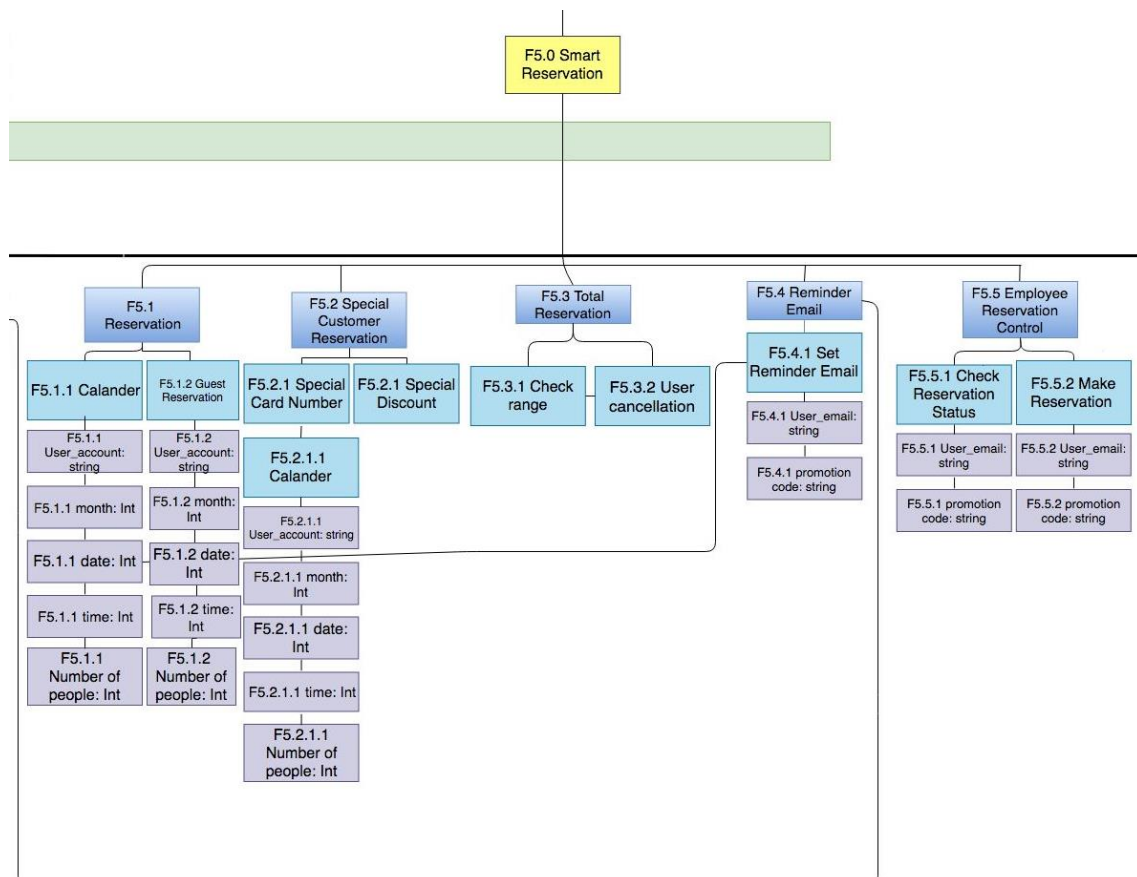 F5.0 Smart
Reservation
F5.1
Reservation
F5.2 Special
Customer
Reservation
F5.3 Total
Reservation
F5.4 Reminder
Email
F5.5 Employee
Reservation
Control
F5.1.1 Calander
F5.1.2 Guest
Reservation
F5.2.1 Special
Card Number
F5.2.1 Special
Discount
F5.3.1 Check
range
F5.3.2 User
cancellation
F5.4.1 Set
Reminder Email
F5.5.1 Check
Reservation
Status
F5.5.2 Make
Reservation
F5.1.1
User_account:
string
F5.1.1 month: Int
F5.1.1 date: Int
F5.1.1 time: Int
F5.1.1
Number of
people: Int
F5.1.2
User_account:
string
F5.1.2 month:
Int
F5.1.2 date:
Int
F5.1.2 time:
Int
F5.1.2
Number of
people: Int
F5.2.1.1
Calander
F5.2.1.1
User_account: string
F5.2.1.1 month:
Int
F5.2.1.1 date:
Int
F5.2.1.1 time: Int
F5.2.1.1
Number of
people: Int
F5.4.1 User_email:
string
F5.4.1 promotion
code: string
F5.5.1 User_email:
string
F5.5.1 promotion
code: string
F5.5.2 User_email:
string
F5.5.2 promotion
code: string